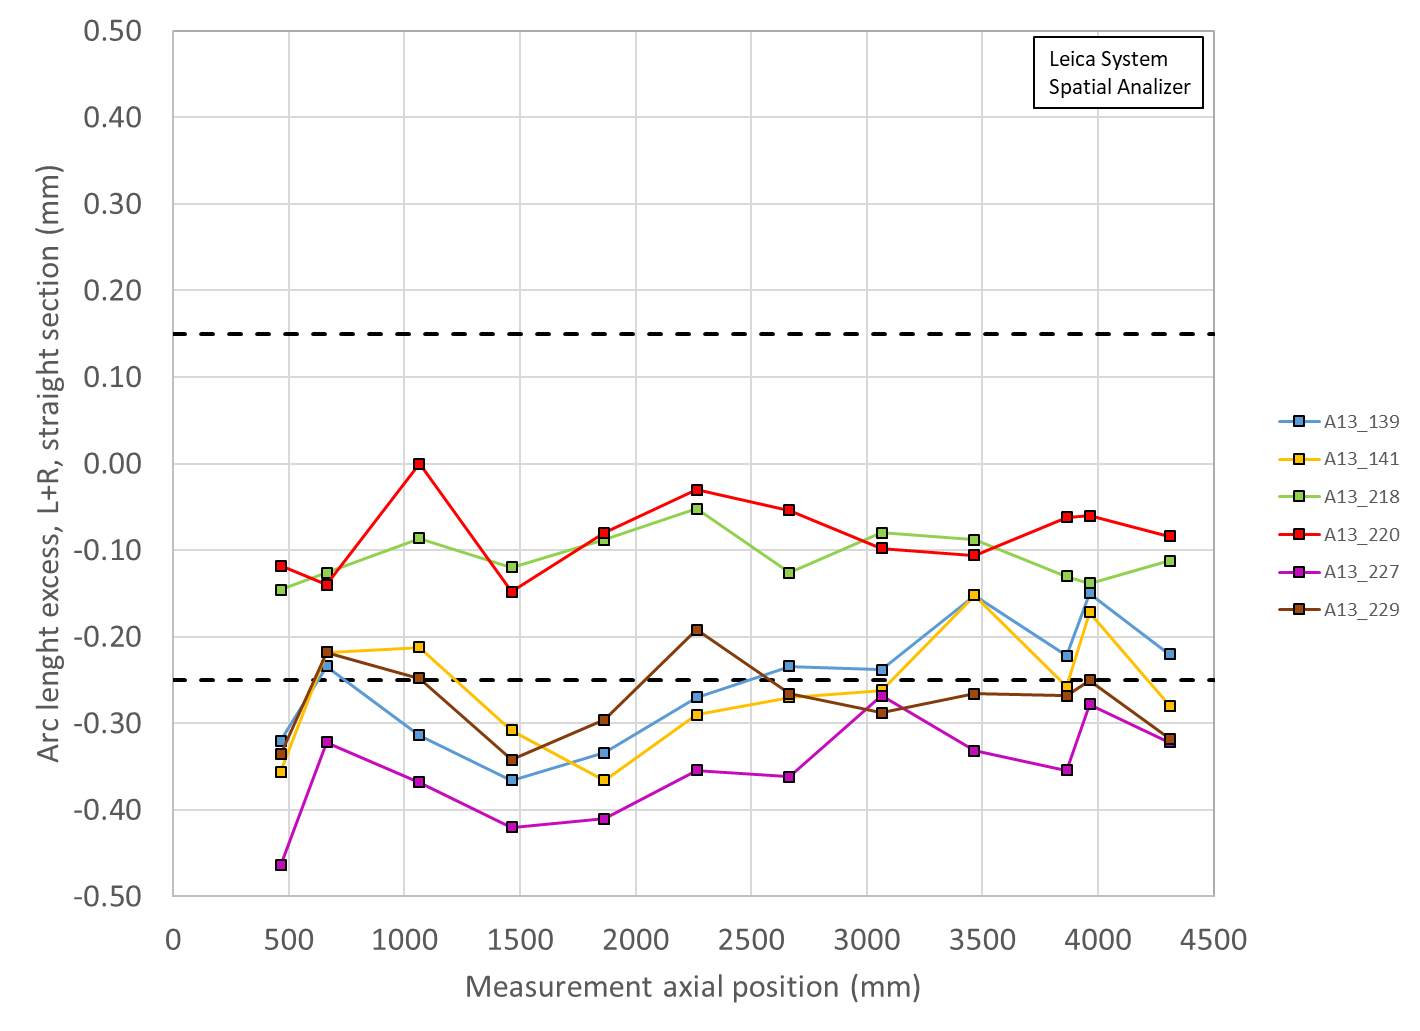 0.50
0.40
0.30
0.20
0.10
0.00
-0.10
-0.20
-0.30
-0.40
-0.50
Arc lenght excess, L+R, straight section (mm)
Leica System
Spatial Analizer
0 500 1000 1500 2000 2500 3000 3500 4000 4500
Measurement axial position (mm)
A13_139
A13_141
A13_218
A13_220
A13_227
A13_229